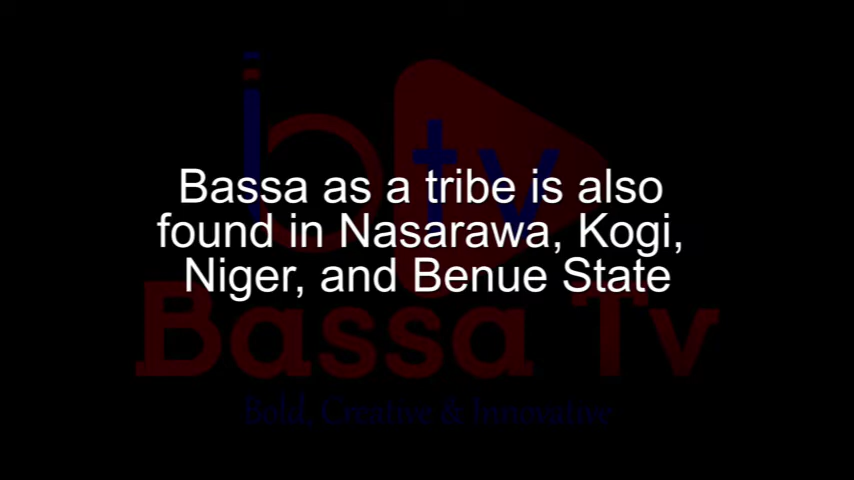 btv
Bassa as a tribe is also
found in Nasarawa, Kogi,
Niger, and Benue State
Bassa Tv
Bold, Creative & Innovative